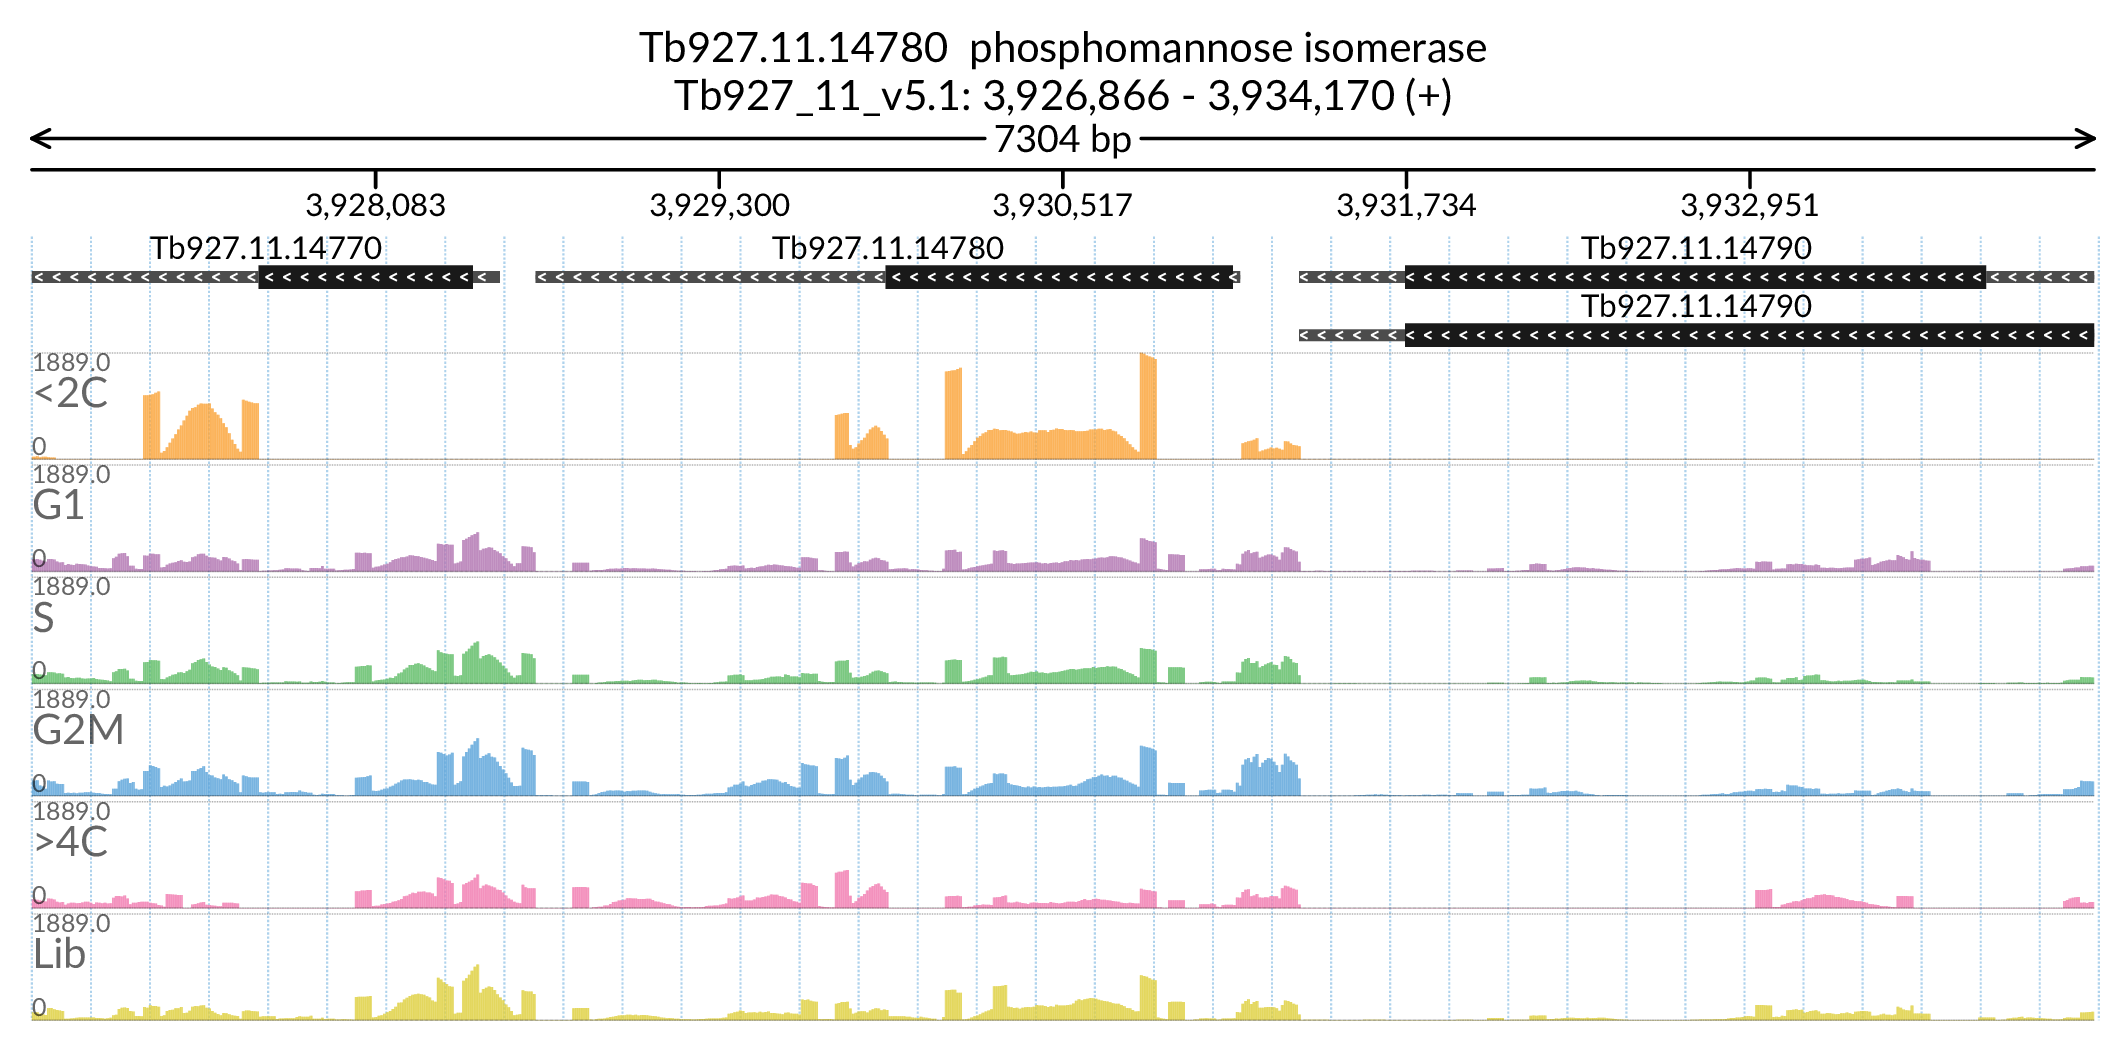 Tb927.11.14780 phosphomannose isomerase
Tb927_11_v5.1: 3,926,866 - 3,934,170 (+)
7304 bp
3,928,083 3,929,300 3,930,517 3,931,734 3,932,951
Tb927.11.14770 Tb927.11.14780 Tb927.11.14790
Tb927.11.14790
1889.0
<2C
0
1889.0
G1
0
1889.0
S
0
1889.0
G2M
0
1889.0
>4C
0
1889.0
Lib
0